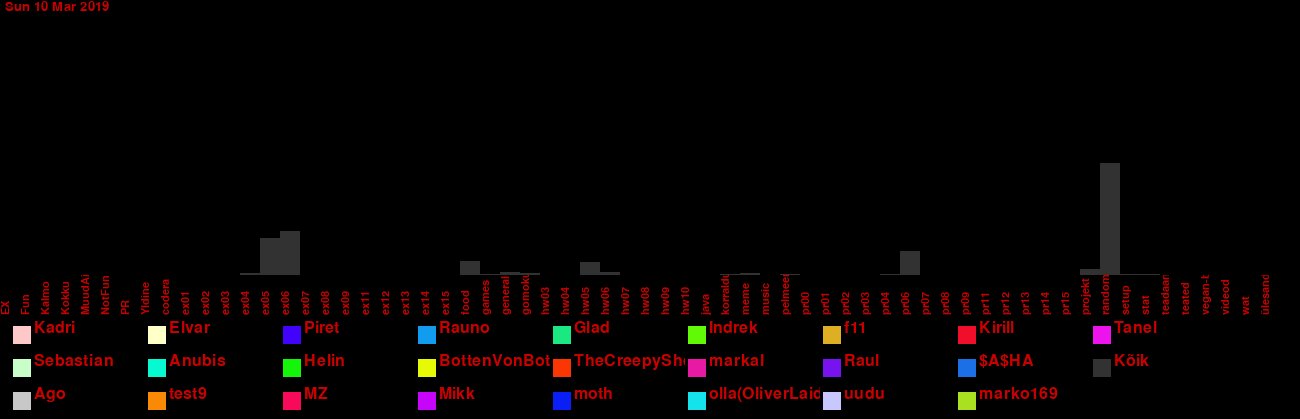 Sun 10 Mar 2019
EX
Fun
Kalmo
Kokku
MuudAi
NotFun
PR
Yldine
codera
ex01
ex02
ex03
ex04
ex05
ex06
ex07
ex08
ex09
ex11
ex12
ex13
ex14
ex15
food
games
general
gomoku
hw03
hw04
hw05
hw06
hw07
hw08
hw09
hw10
java
korraldu
meme
music
pelmee
pr00
pr01
pr02
pr03
pr04
pr06
pr07
pr08
pr09
pr11
pr12
pr13
pr14
pr15
projekt
random
setup
stat
teadaan
teated
vegan-t
videod
wat
ülesand
Kadri Elvar Piret Rauno Glad Indrek f11 Kirill Tanel
Sebastian Anubis Helin BottenVonBot TheCreepyShe markal Raul $A$HA Kõik
Ago test9 MZ Mikk moth olla(OliverLaid uudu marko169